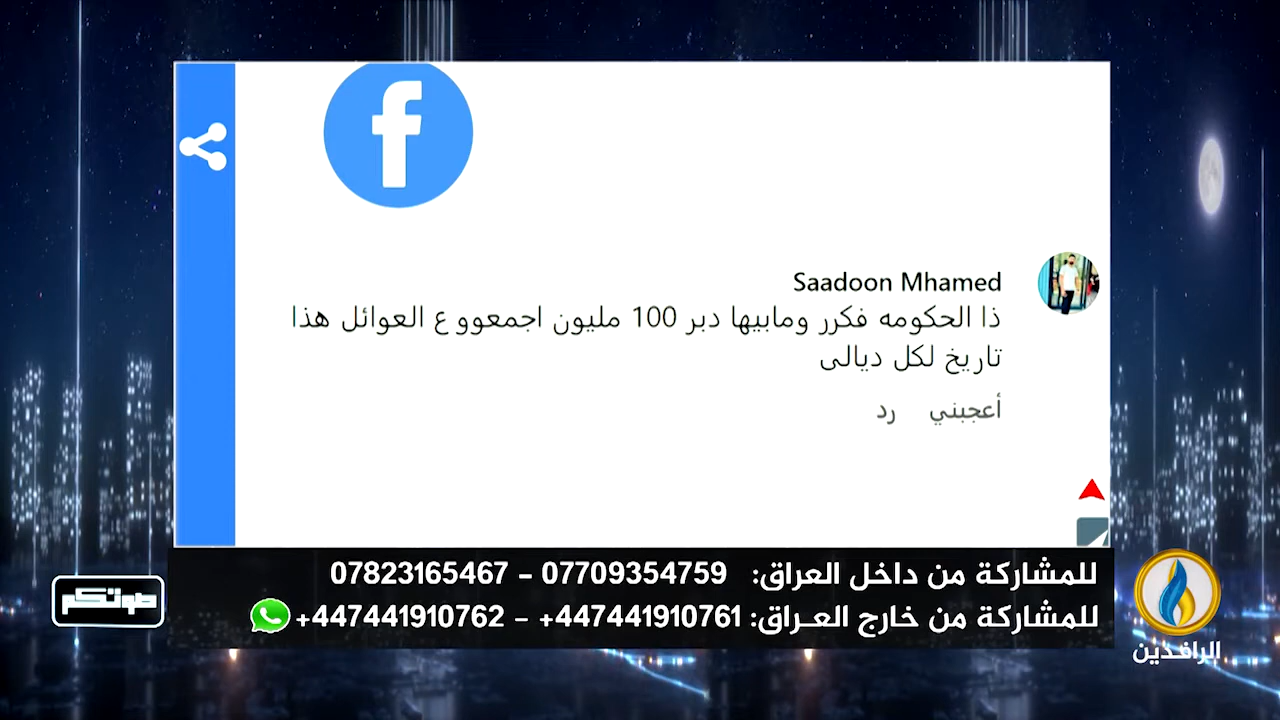 Saadoon Mhamed
ذا الحكومه فكرر ومابيها دبر 100 مليون اجمعوو ع العوائل هذا
تاريخ لكل ديالى
أعجبني رد
للمشاركة من داخل العراق: 07709354759 - 07823165467
للمشاركة من خارج العـراق: 447441910761+ - 447441910762+
صوتكم
الرافدين